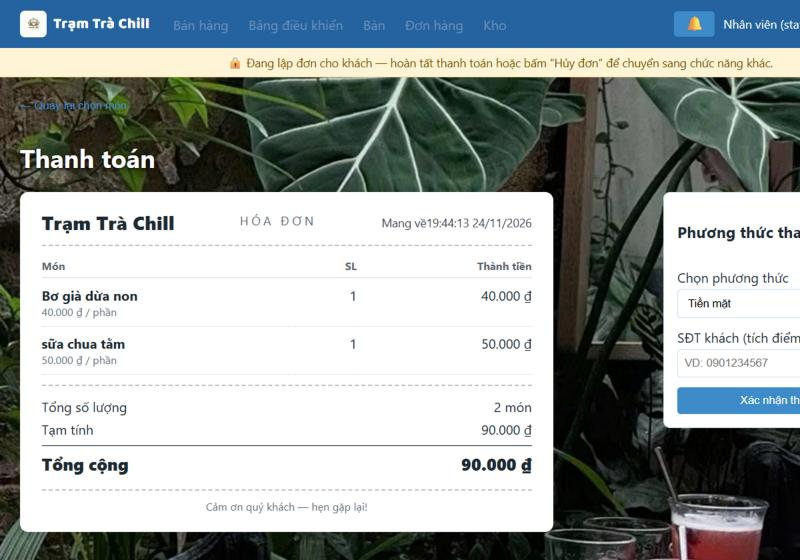 Trạm Trà Chill Bán hàng Bảng điều khiển Bàn Đơn hàng Kho 🔔 Nhân viên (sta
🔒 Đang lập đơn cho khách — hoàn tất thanh toán hoặc bấm “Hủy đơn” để chuyển sang chức năng khác.
← Quay lại chọn món
Thanh toán
Trạm Trà Chill HÓA ĐƠN Mang về19:44:13 24/11/2026
Món SL Thành tiền
Bơ già dừa non 1 40.000 ₫
40.000 ₫ / phần
sữa chua tằm 1 50.000 ₫
50.000 ₫ / phần
Tổng số lượng 2 món
Tạm tính 90.000 ₫
Tổng cộng 90.000 ₫
Cảm ơn quý khách — hẹn gặp lại!
Phương thức tha
Chọn phương thức
Tiền mặt
SĐT khách (tích điểm
VD: 0901234567
Xác nhận th